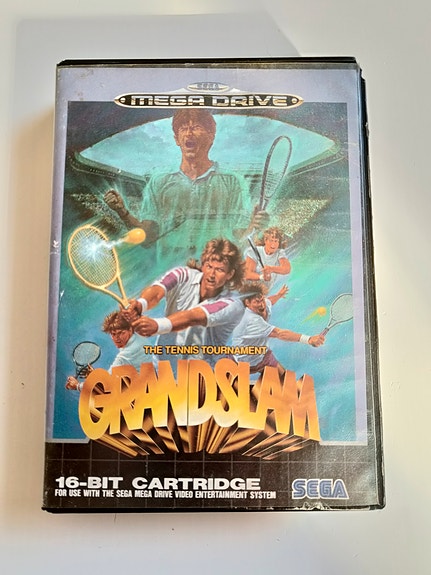 SEGA
MEGA DRIVE
THE TENNIS TOURNAMENT
GRANDSLAM
16-BIT CARTRIDGE
FOR USE WITH THE SEGA MEGA DRIVE VIDEO ENTERTAINMENT SYSTEM
SEGA